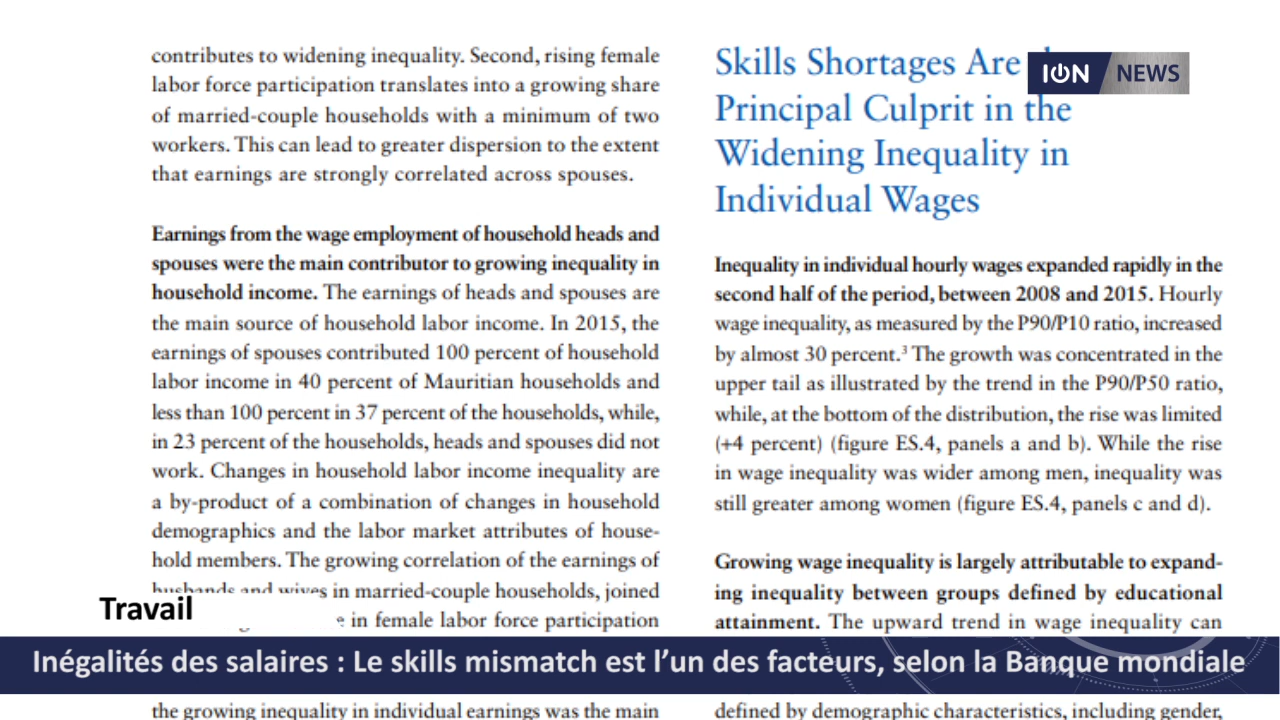 contributes to widening inequality. Second, rising female
labor force participation translates into a growing share
of married-couple households with a minimum of two
workers. This can lead to greater dispersion to the extent
that earnings are strongly correlated across spouses.
Earnings from the wage employment of household heads and
spouses were the main contributor to growing inequality in
household income. The earnings of heads and spouses are
the main source of household labor income. In 2015, the
earnings of spouses contributed 100 percent of household
labor income in 40 percent of Mauritian households and
less than 100 percent in 37 percent of the households, while,
in 23 percent of the households, heads and spouses did not
work. Changes in household labor income inequality are
a by-product of a combination of changes in household
demographics and the labor market attributes of house-
hold members. The growing correlation of the earnings of
husbands and wives in married-couple households, joined
in female labor force participation
the growing inequality in individual earnings was the main
Skills Shortages Are
Principal Culprit in the
Widening Inequality in
Individual Wages
Inequality in individual hourly wages expanded rapidly in the
second half of the period, between 2008 and 2015. Hourly
wage inequality, as measured by the P90/P10 ratio, increased
by almost 30 percent.³ The growth was concentrated in the
upper tail as illustrated by the trend in the P90/P50 ratio,
while, at the bottom of the distribution, the rise was limited
(+4 percent) (figure ES.4, panels a and b). While the rise
in wage inequality was wider among men, inequality was
still greater among women (figure ES.4, panels c and d).
Growing wage inequality is largely attributable to expand-
ing inequality between groups defined by educational
attainment. The upward trend in wage inequality can
defined by demographic characteristics, including gender,
ION NEWS
Travail
Inégalités des salaires : Le skills mismatch est l’un des facteurs, selon la Banque mondiale